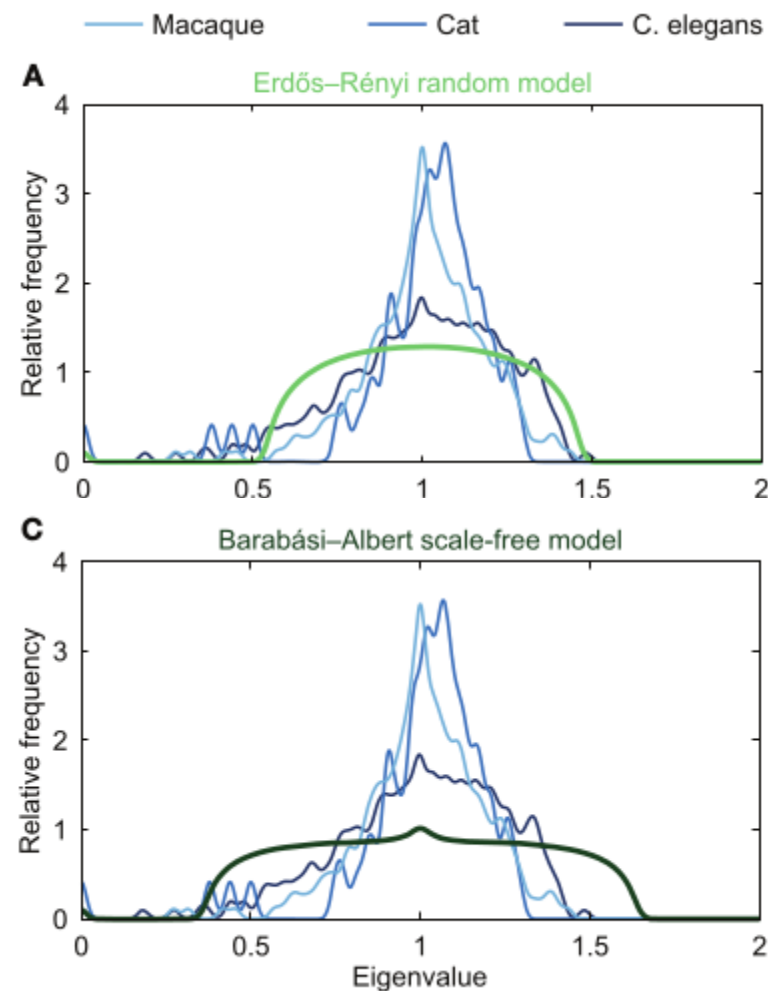 Macaque Cat C. elegans
A
Erdős–Rényi random model
4
3
2
1
0
Relative frequency
0 0.5 1 1.5 2
C
Barabási–Albert scale-free model
4
3
2
1
0
Relative frequency
0 0.5 1 1.5 2
Eigenvalue